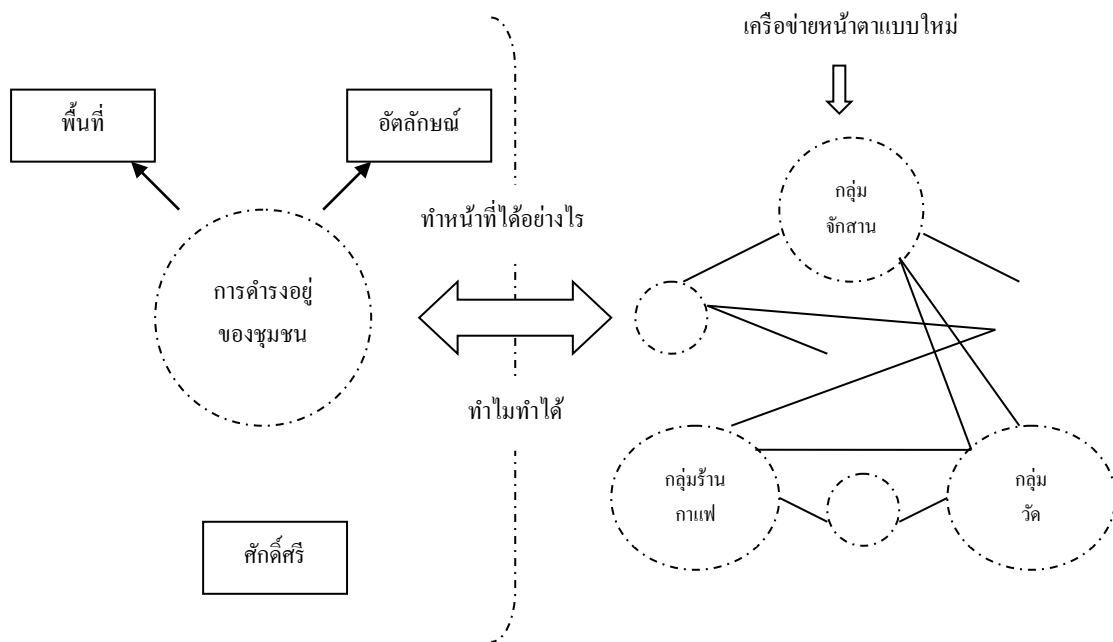 เครือข่ายหน้าตาแบบใหม่
พื้นที่
อัตลักษณ์
กลุ่ม
จักสาน
ทำหน้าที่ได้อย่างไร
การดำรงอยู่
ของชุมชน
ทำไมทำได้
กลุ่มร้าน
กาแฟ
กลุ่ม
วัด
ศักดิ์ศรี